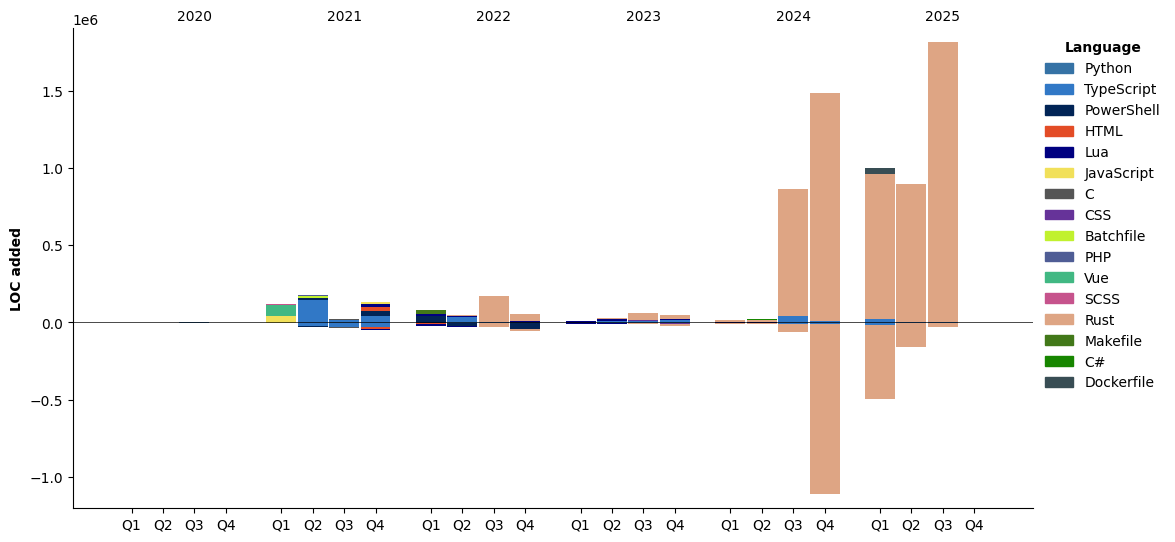 1e6
2020 2021 2022 2023 2024 2025
Language
Python
TypeScript
PowerShell
HTML
Lua
JavaScript
C
CSS
Batchfile
PHP
Vue
SCSS
Rust
Makefile
C#
Dockerfile
LOC added
1.5
1.0
0.5
0.0
−0.5
−1.0
Q1 Q2 Q3 Q4 Q1 Q2 Q3 Q4 Q1 Q2 Q3 Q4 Q1 Q2 Q3 Q4 Q1 Q2 Q3 Q4 Q1 Q2 Q3 Q4